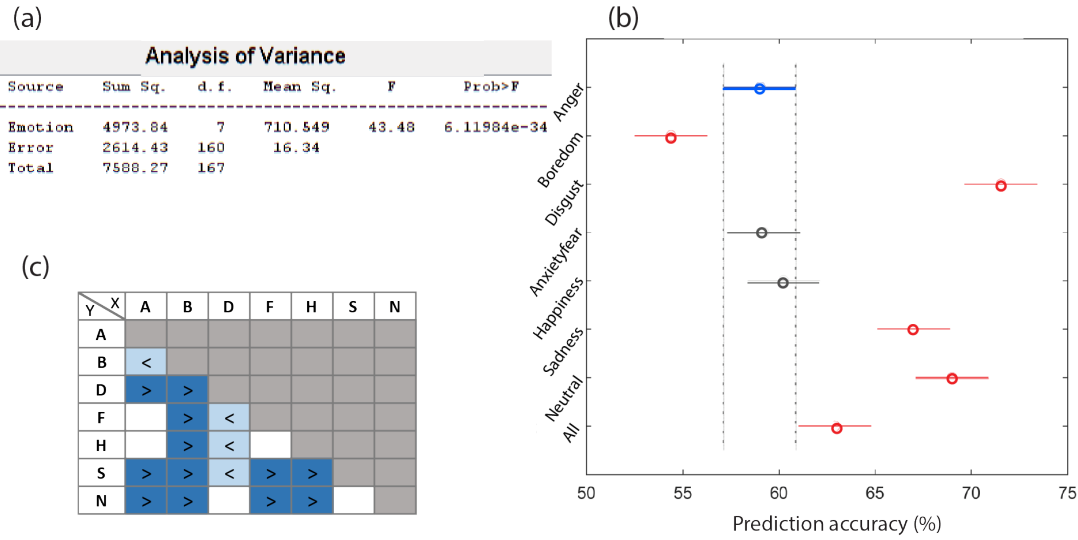 (a)
Analysis of Variance
Source Sum Sq. d.f. Mean Sq. F Prob>F
Emotion 4973.84 7 710.549 43.48 6.11984e-34
Error 2614.43 160 16.34
Total 7588.27 167
(b)
Anger
Boredom
Disgust
Anxietyfear
Happiness
Sadness
Neutral
All
50 55 60 65 70 75
Prediction accuracy (%)
(c)
Y X A B D F H S N
A
B <
D > >
F > <
H > <
S > > < > >
N > > > >